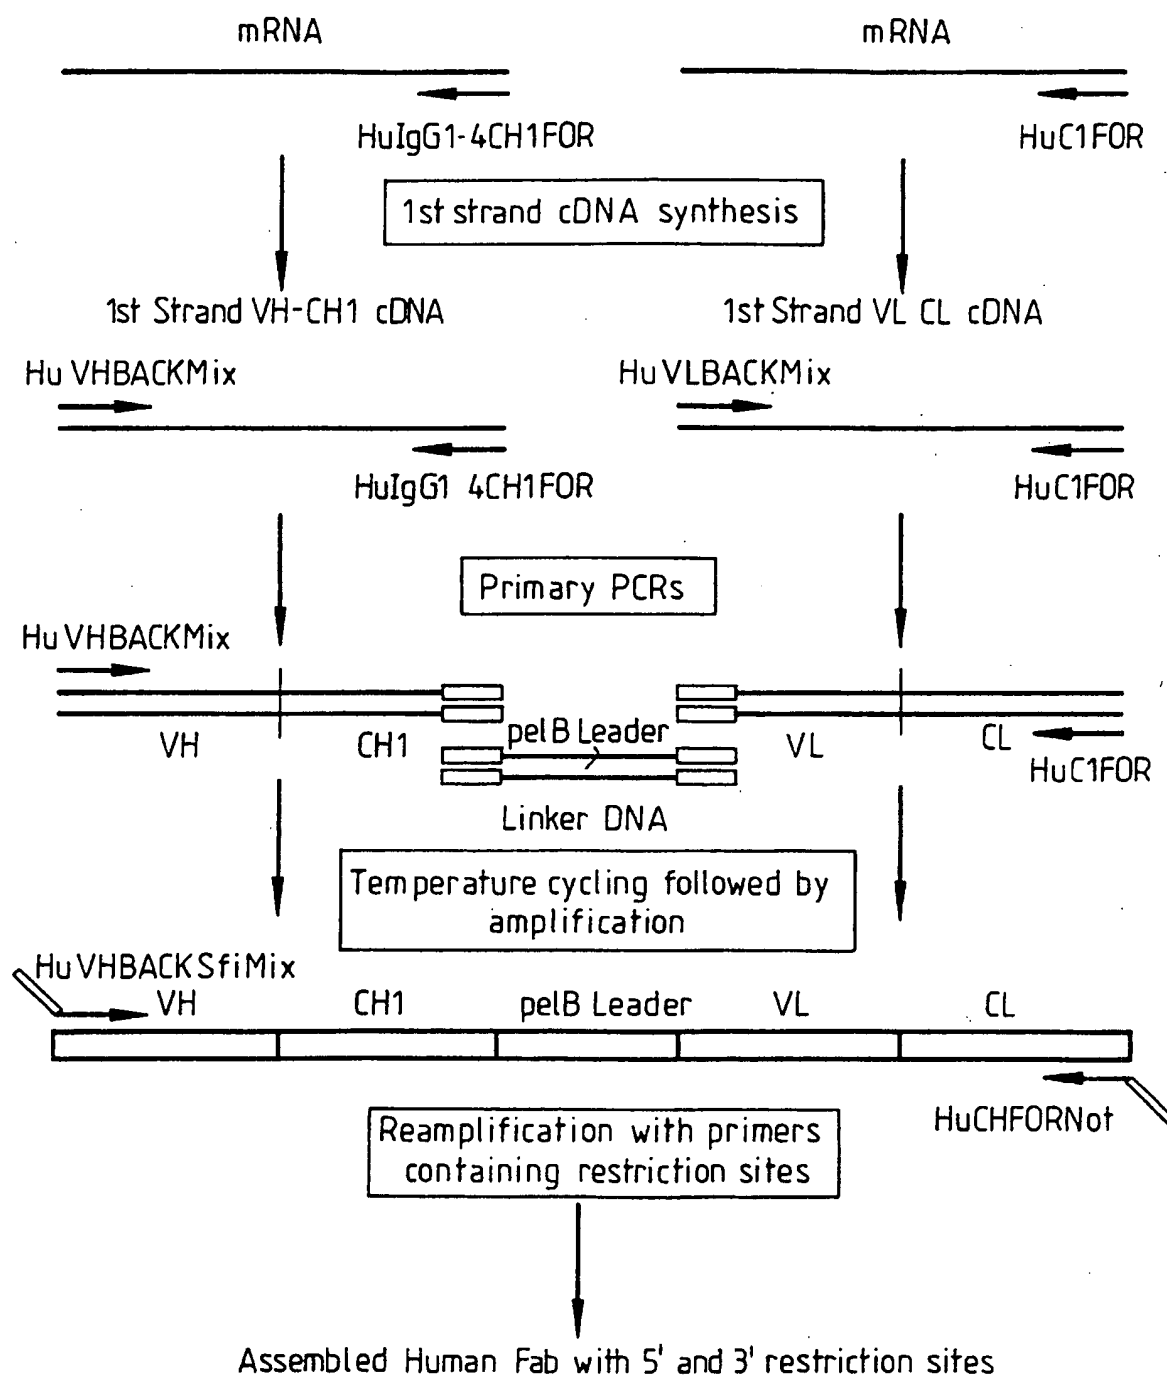 mRNA
mRNA
HuIgG1-4CH1FOR
HuC1FOR
1st strand cDNA synthesis
1st Strand VH-CH1 cDNA
1st Strand VL CL cDNA
Hu VHBACKMix
Hu VLBACKMix
HuIgG1 4CH1FOR
HuC1FOR
Primary PCRs
Hu VHBACKMix
VH
CH1
pelB Leader
VL
CL
HuC1FOR
Linker DNA
Temperature cycling followed by
amplification
Hu VHBACKSfiMix
VH
CH1
pelB Leader
VL
CL
HuCHFORNot
Reamplification with primers
containing restriction sites
Assembled Human Fab with 5' and 3' restriction sites